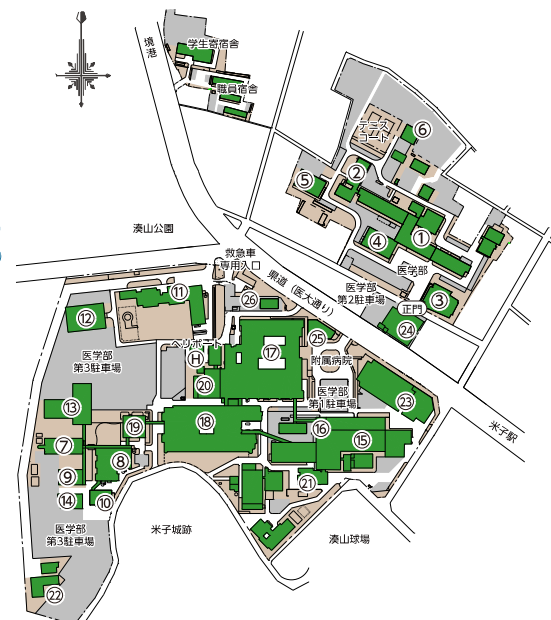 境港
学生寄宿舎
職員宿舎
テニス
コート
⑥
②
⑤
④
①
医学部
③
湊山公園
救急車
専用入口
県道（医大通り）
医学部
第2駐車場
正門
㉔
⑪
㉖
⑫
ヘリポート
H
⑰
㉕
附属病院
医学部
第3駐車場
⑳
医学部
第1駐車場
㉓
⑬
⑲
⑱
⑯
⑮
米子駅
⑦
⑧
⑨
㉑
⑭
⑩
医学部
第3駐車場
米子城跡
湊山球場
㉒